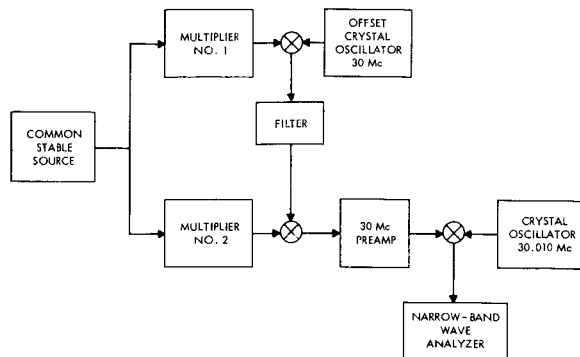 MULTIPLIER
NO. 1
OFFSET
CRYSTAL
OSCILLATOR
30 Mc
COMMON
STABLE
SOURCE
FILTER
MULTIPLIER
NO. 2
30 Mc
PREAMP
CRYSTAL
OSCILLATOR
30.010 Mc
NARROW-BAND
WAVE
ANALYZER